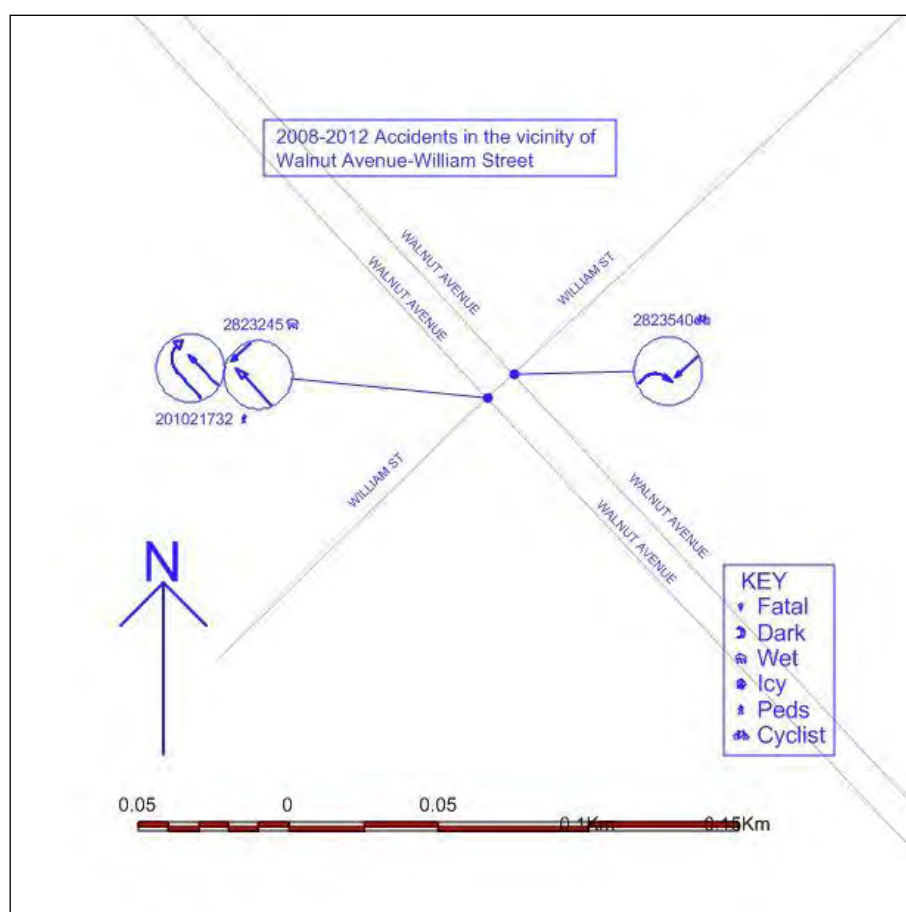 2008-2012 Accidents in the vicinity of
Walnut Avenue-William Street
WALNUT AVENUE
WALNUT AVENUE
WILLIAM ST.
2823245
2823540
201021732
WILLIAM ST
WALNUT AVENUE
WALNUT AVENUE
N
KEY
Fatal
Dark
Wet
Icy
Peds
Cyclist
0.05 0 0.05 0.1Km 0.15Km